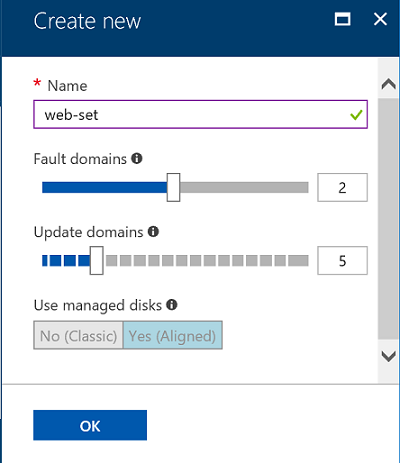 Create new
* Name
web-set
Fault domains
2
Update domains
5
Use managed disks
No (Classic) Yes (Aligned)
OK